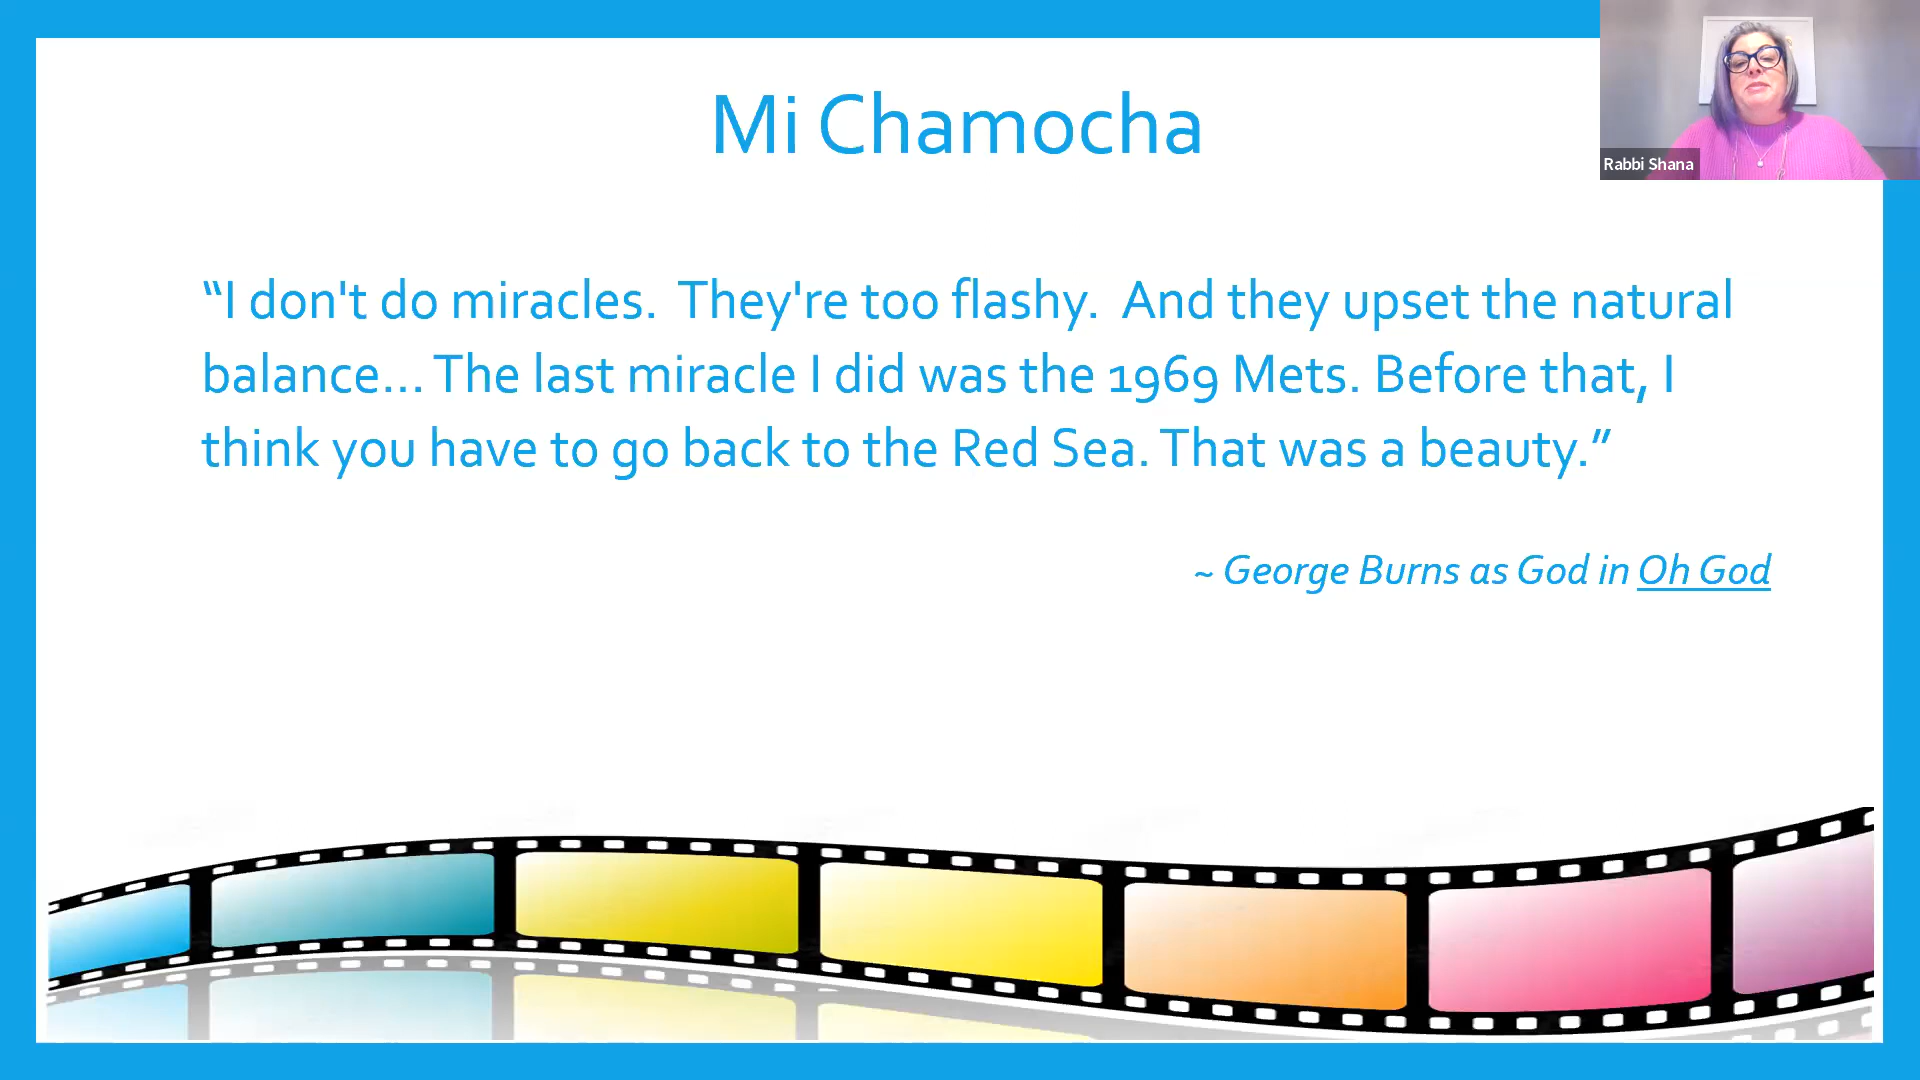 Mi Chamocha
Rabbi Shana
“I don't do miracles.  They're too flashy.  And they upset the natural
balance... The last miracle I did was the 1969 Mets. Before that, I
think you have to go back to the Red Sea. That was a beauty.”
~ George Burns as God in Oh God